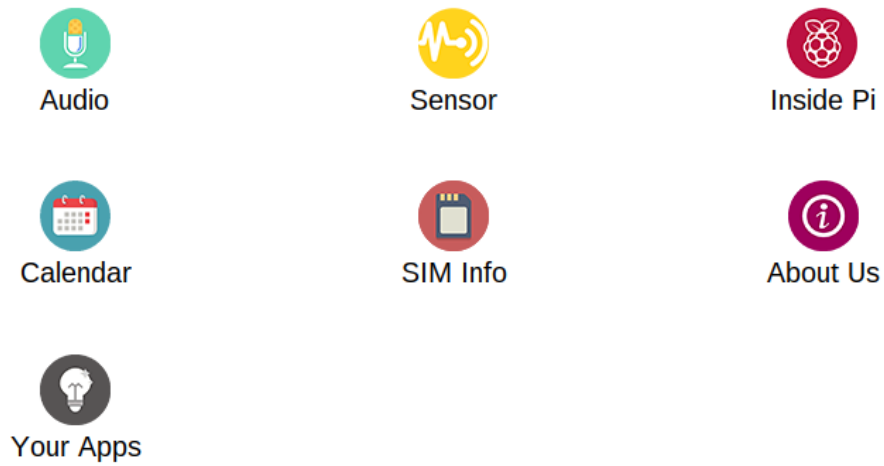 Audio
Sensor
Inside Pi
Calendar
SIM Info
About Us
Your Apps